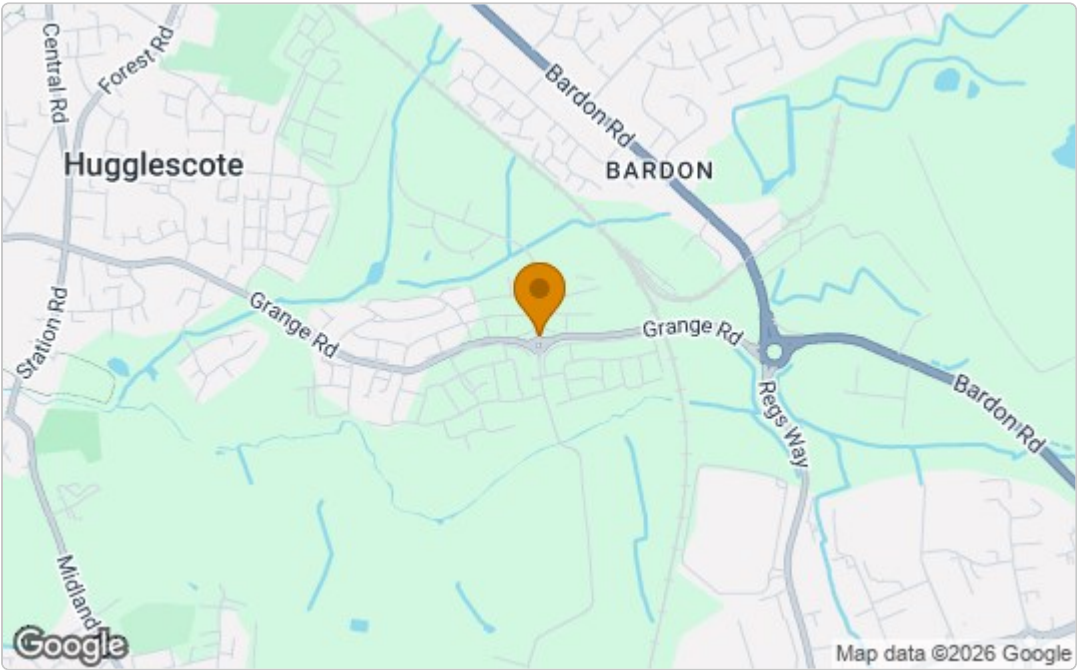 Central Rd
Forest Rd
Bardon Rd
Hugglescote
BARDON
Grange Rd
Grange Rd
Station Rd
Bardon Rd
Regs Way
Midland
Google
Map data ©2026 Google